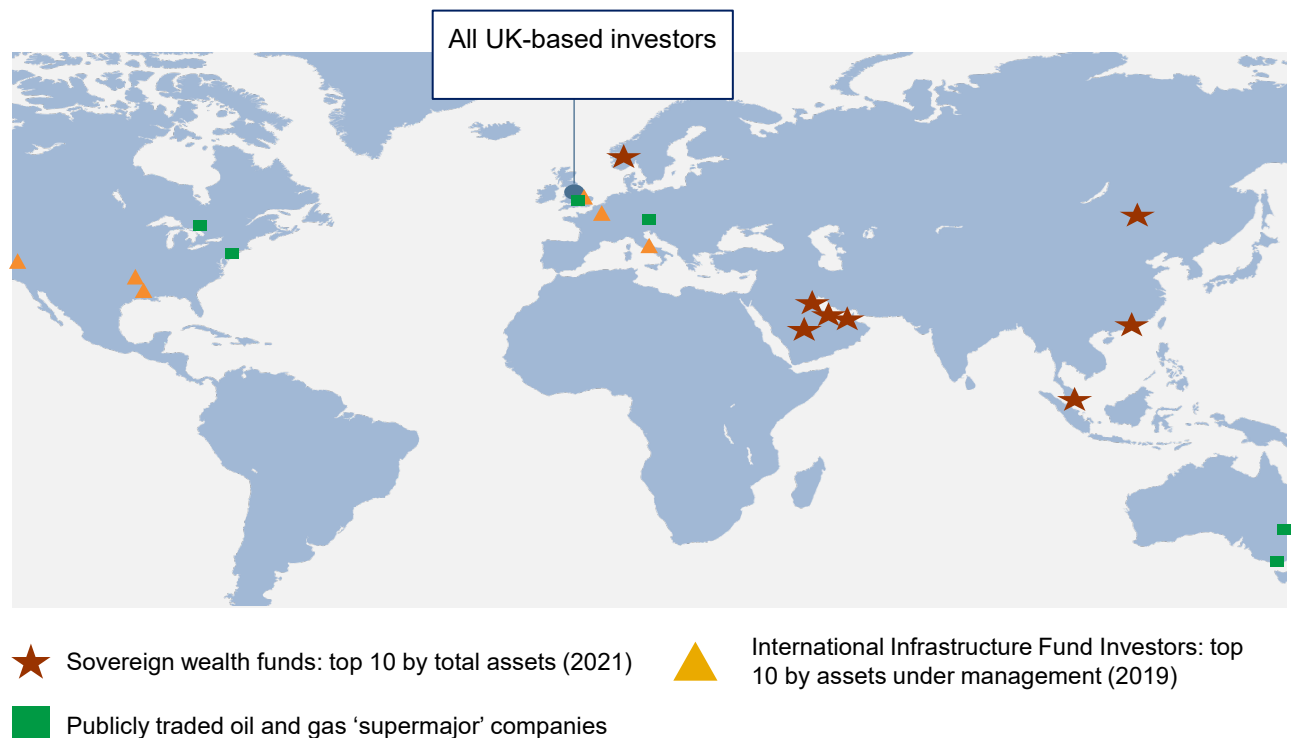 All UK-based investors
Sovereign wealth funds: top 10 by total assets (2021)
International Infrastructure Fund Investors: top
10 by assets under management (2019)
Publicly traded oil and gas ‘supermajor’ companies